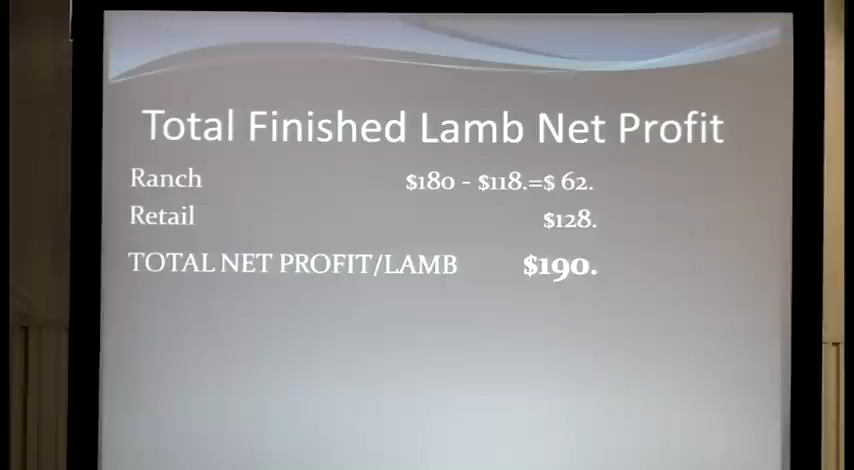 Total Finished Lamb Net Profit
Ranch $180 - $118.=$ 62.
Retail $128.
TOTAL NET PROFIT/LAMB $190.